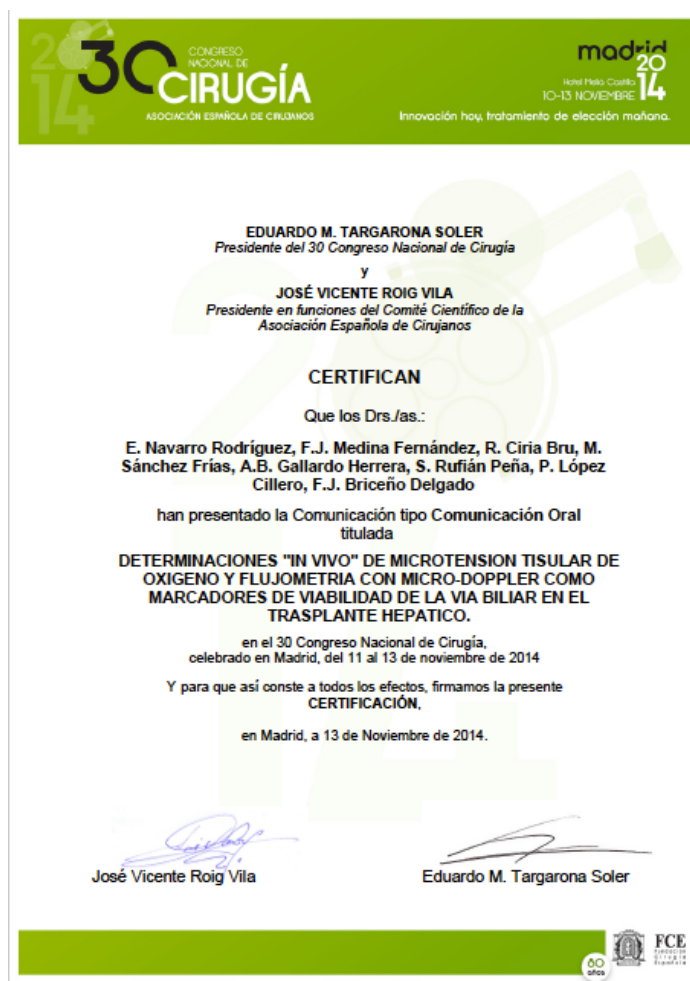 2014
30
CONGRESO
NACIONAL DE
CIRUGÍA
ASOCIACIÓN ESPAÑOLA DE CIRUJANOS
madrid
2014
Hotel Meliá Castilla
10-13 NOVIEMBRE
Innovación hoy, tratamiento de elección mañana.
EDUARDO M. TARGARONA SOLER
Presidente del 30 Congreso Nacional de Cirugía
y
JOSÉ VICENTE ROIG VILA
Presidente en funciones del Comité Científico de la
Asociación Española de Cirujanos
CERTIFICAN
Que los Drs./as.:
E. Navarro Rodríguez, F.J. Medina Fernández, R. Ciria Bru, M.
Sánchez Frías, A.B. Gallardo Herrera, S. Rufián Peña, P. López
Cillero, F.J. Briceño Delgado
han presentado la Comunicación tipo Comunicación Oral
titulada
DETERMINACIONES "IN VIVO" DE MICROTENSION TISULAR DE
OXIGENO Y FLUJOMETRIA CON MICRO-DOPPLER COMO
MARCADORES DE VIABILIDAD DE LA VIA BILIAR EN EL
TRASPLANTE HEPATICO.
en el 30 Congreso Nacional de Cirugía,
celebrado en Madrid, del 11 al 13 de noviembre de 2014
Y para que así conste a todos los efectos, firmamos la presente
CERTIFICACIÓN,
en Madrid, a 13 de Noviembre de 2014.
José Vicente Roig Vila
Eduardo M. Targarona Soler
80
años
FCE
FUNDACIÓN
Cirugía
Española